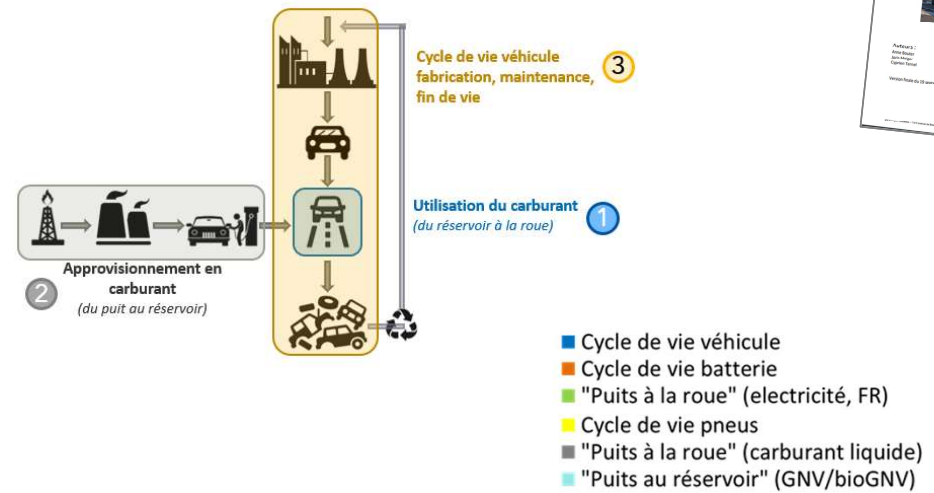 Cycle de vie véhicule
fabrication, maintenance,
fin de vie
3
Utilisation du carburant
(du réservoir à la roue)
1
Approvisionnement en
carburant
(du puit au réservoir)
2
Cycle de vie véhicule
Cycle de vie batterie
"Puits à la roue" (electricité, FR)
Cycle de vie pneus
"Puits à la roue" (carburant liquide)
"Puits au réservoir" (GNV/bioGNV)
Auteurs :